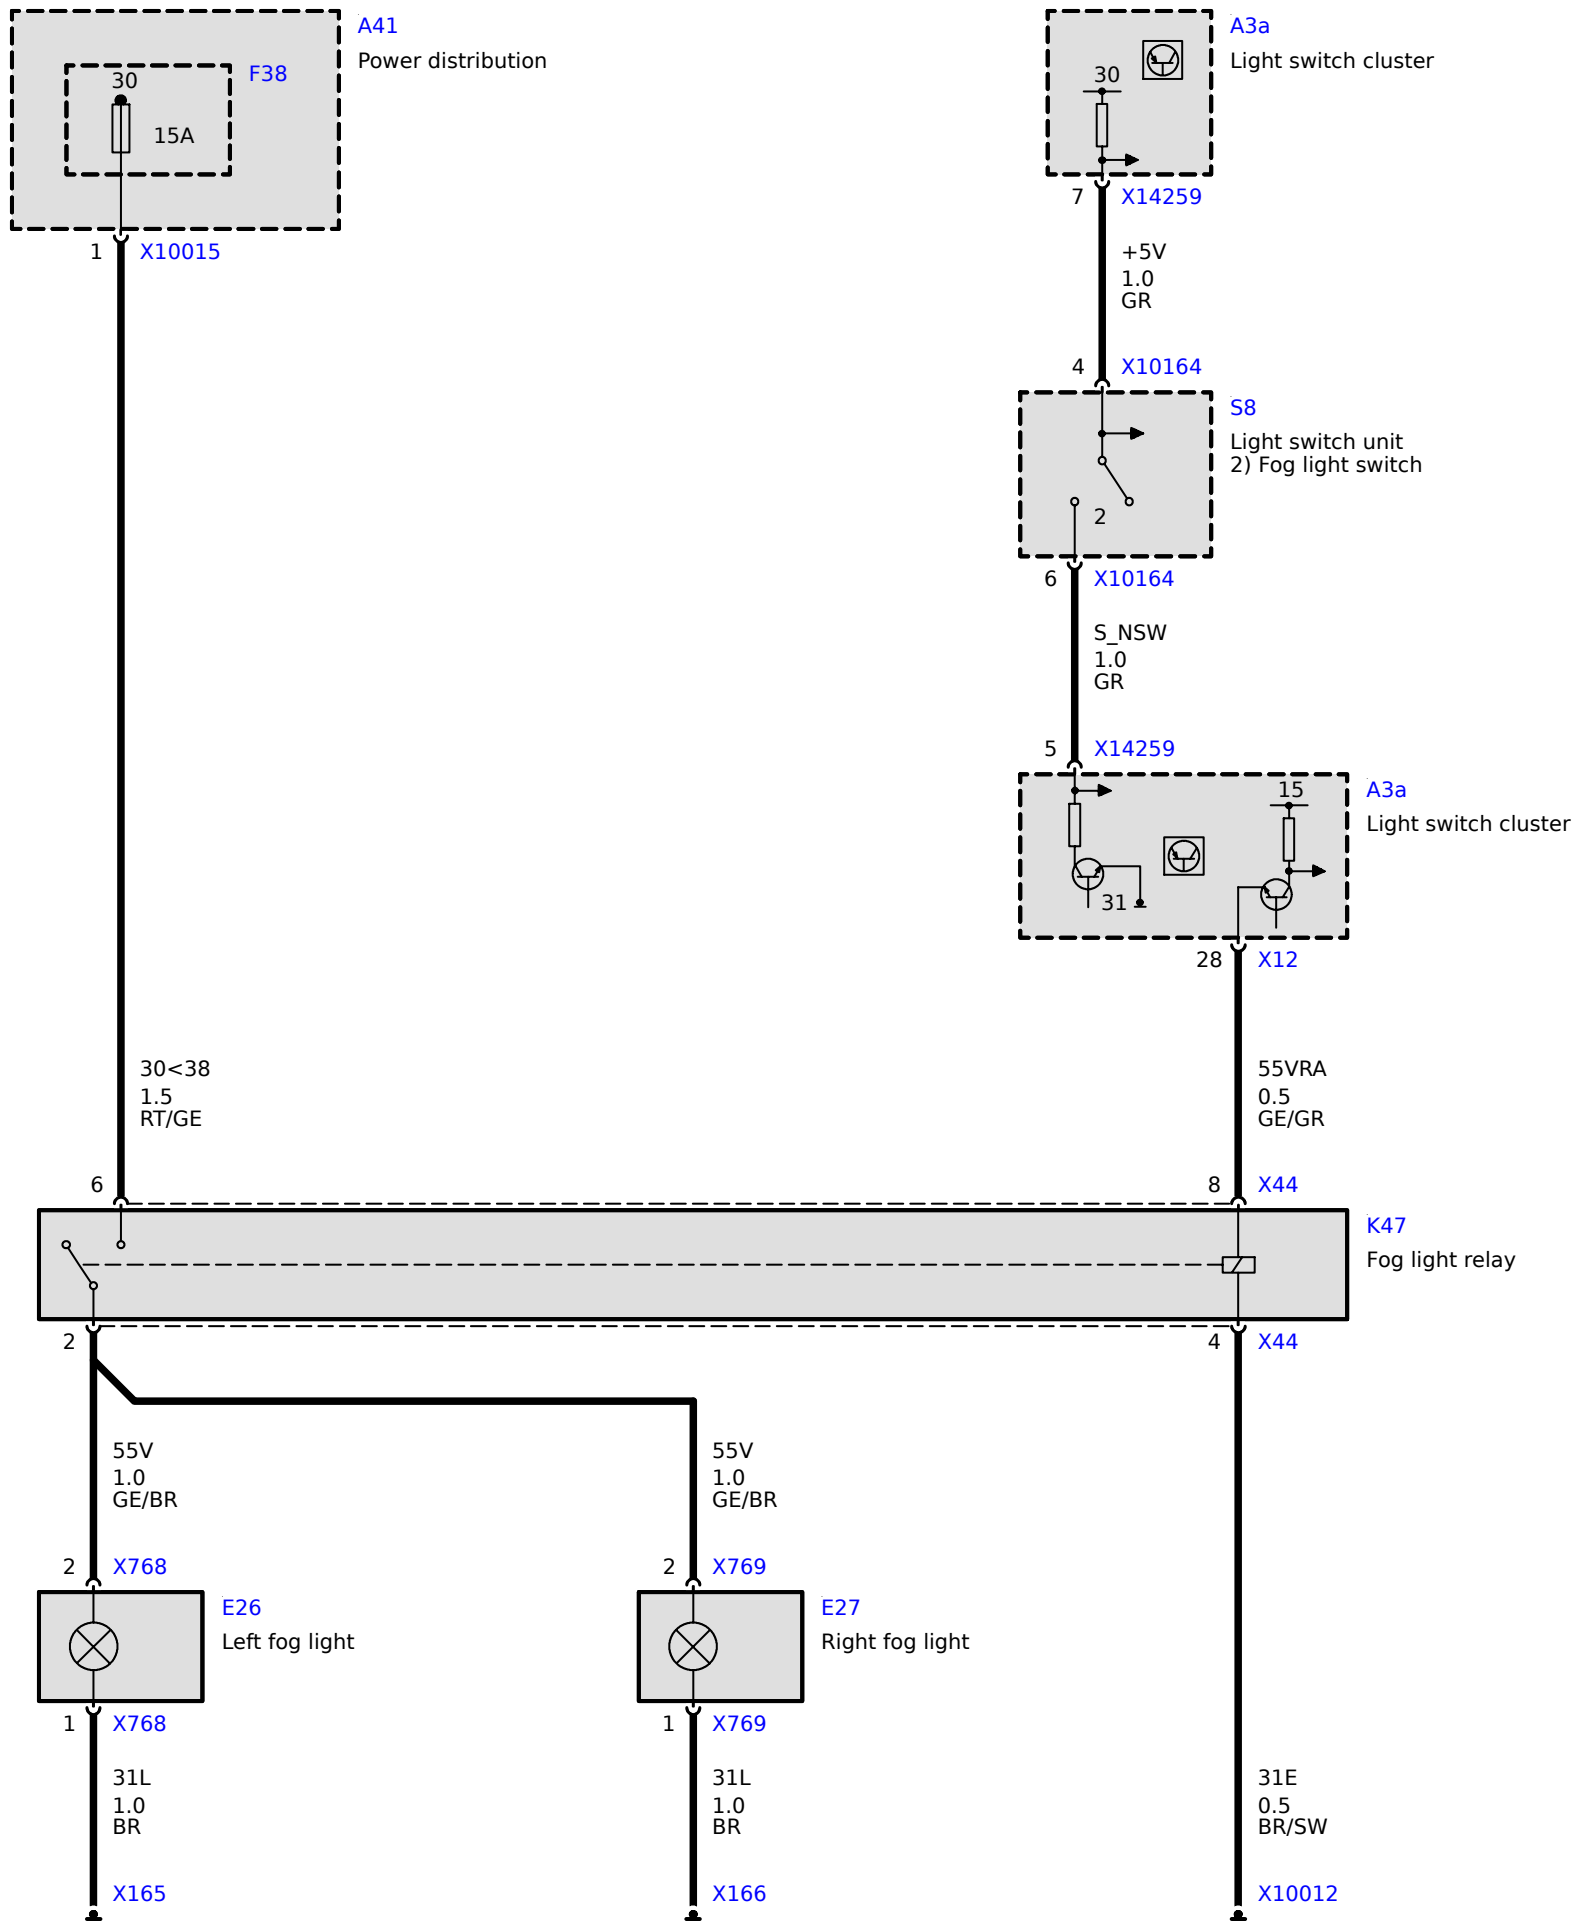 A41
Power distribution
F38
30
15A
1 X10015
A3a
Light switch cluster
30
7 X14259
+5V
1.0
GR
4 X10164
S8
Light switch unit
2) Fog light switch
2
6 X10164
S_NSW
1.0
GR
5 X14259
A3a
Light switch cluster
15
31
28 X12
30<38
1.5
RT/GE
55VRA
0.5
GE/GR
6
8 X44
K47
Fog light relay
2
4 X44
55V
1.0
GE/BR
55V
1.0
GE/BR
2 X768
2 X769
E26
Left fog light
E27
Right fog light
1 X768
1 X769
31L
1.0
BR
31L
1.0
BR
31E
0.5
BR/SW
X165
X166
X10012